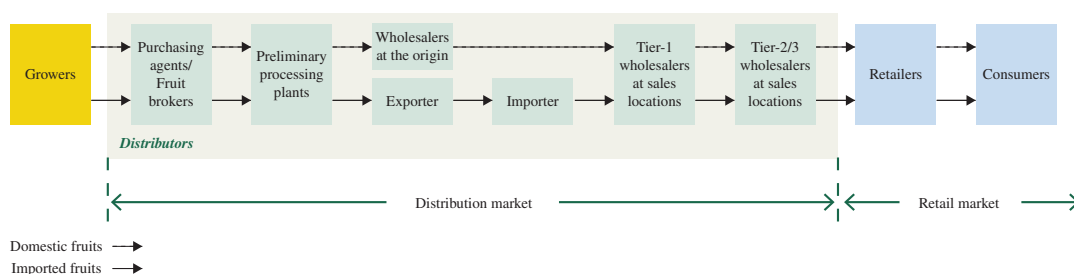 Growers
Purchasing
agents/
Fruit
brokers
Preliminary
processing
plants
Wholesalers
at the origin
Exporter
Importer
Tier-1
wholesalers
at sales
locations
Tier-2/3
wholesalers
at sales
locations
Retailers
Consumers
Distributors
Distribution market
Retail market
Domestic fruits
Imported fruits